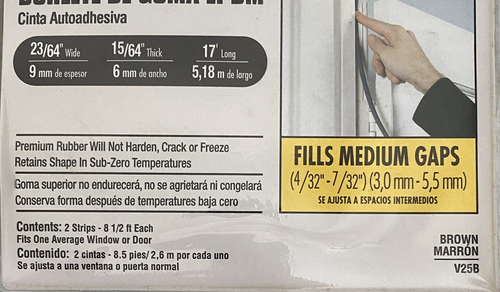 BURLETE DE GOMA EPDM
Cinta Autoadhesiva
23/64" Wide 15/64" Thick 17' Long
9 mm de espesor 6 mm de ancho 5,18 m de largo
Premium Rubber Will Not Harden, Crack or Freeze
Retains Shape In Sub-Zero Temperatures
Goma superior no endurecerá, no se agrietará ni congelará
Conserva forma después de temperaturas bajo cero
Contents: 2 Strips - 8 1/2 ft Each
Fits One Average Window or Door
Contenido: 2 cintas - 8.5 pies/ 2,6 m por cada uno
Se ajusta a una ventana o puerta normal
FILLS MEDIUM GAPS
(4/32"-7/32") (3,0 mm - 5,5 mm)
SE AJUSTA A ESPACIOS INTERMEDIOS
BROWN
MARRÓN
V25B